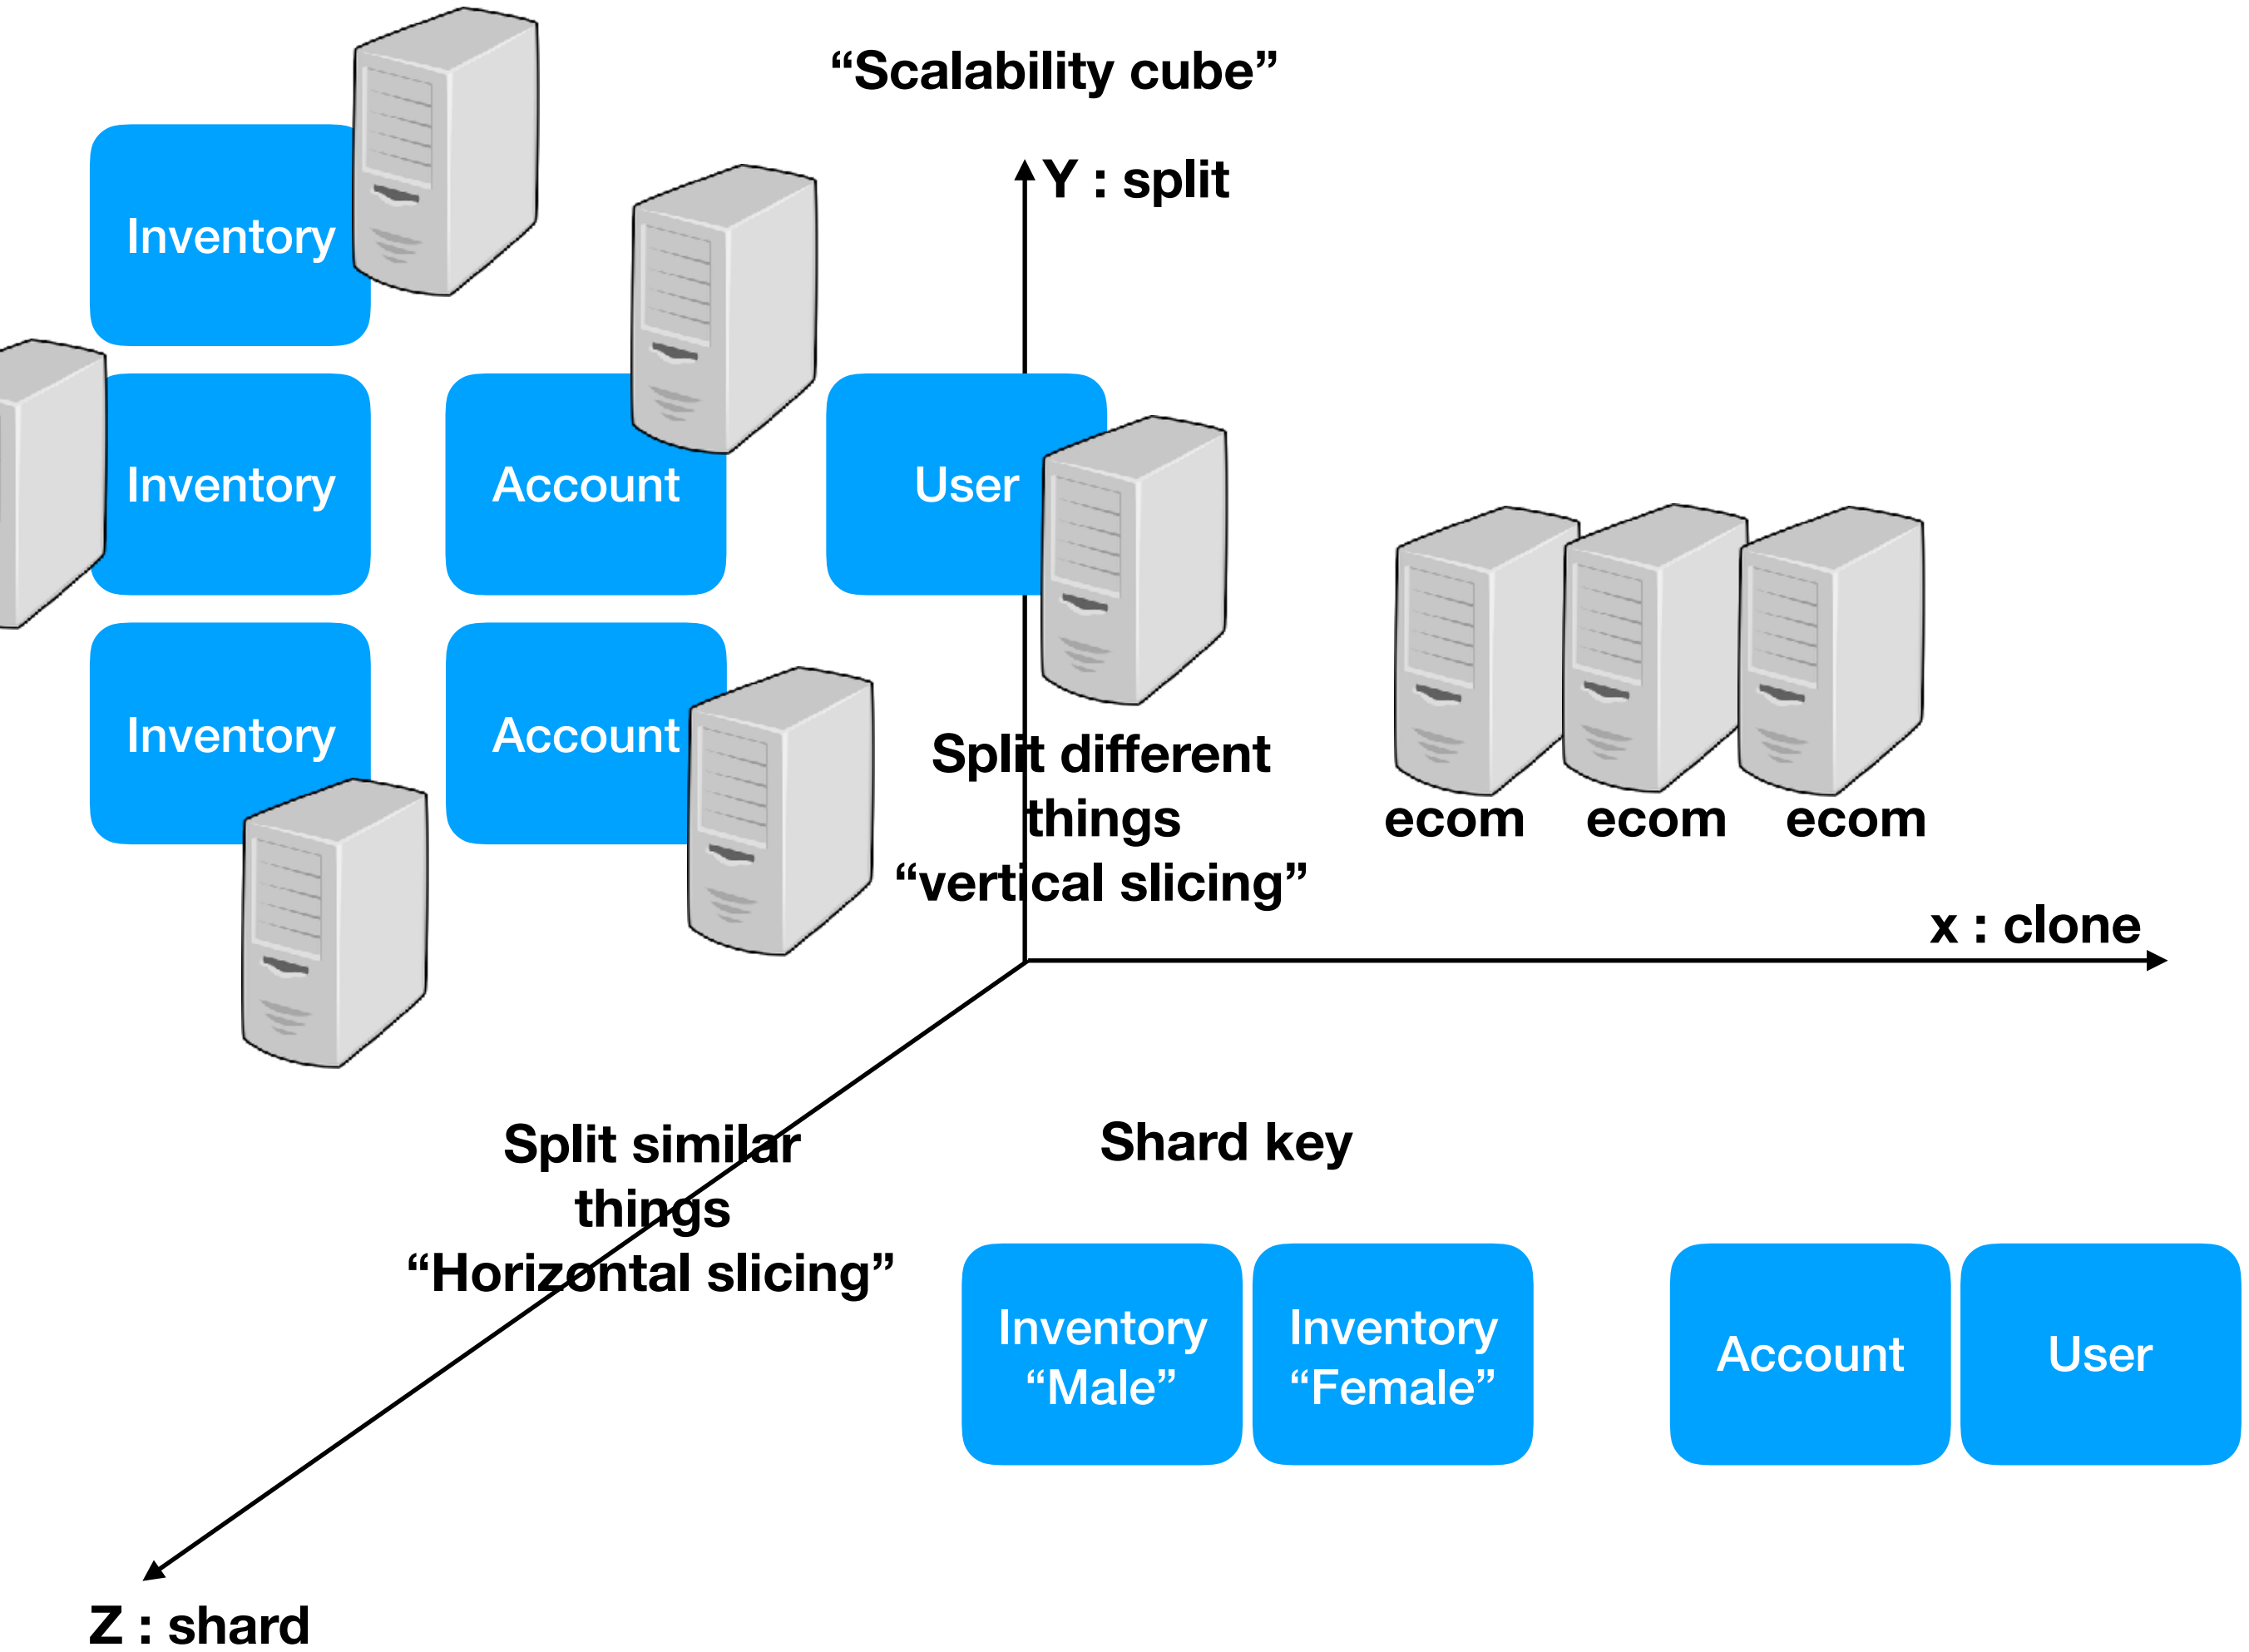 “Scalability cube”
Y : split
Inventory
Inventory
Account
User
Inventory
Account
Split different
things
“vertical slicing”
ecom
ecom
ecom
x : clone
Split similar
things
“Horizontal slicing”
Shard key
Inventory
“Male”
Inventory
“Female”
Account
User
Z : shard